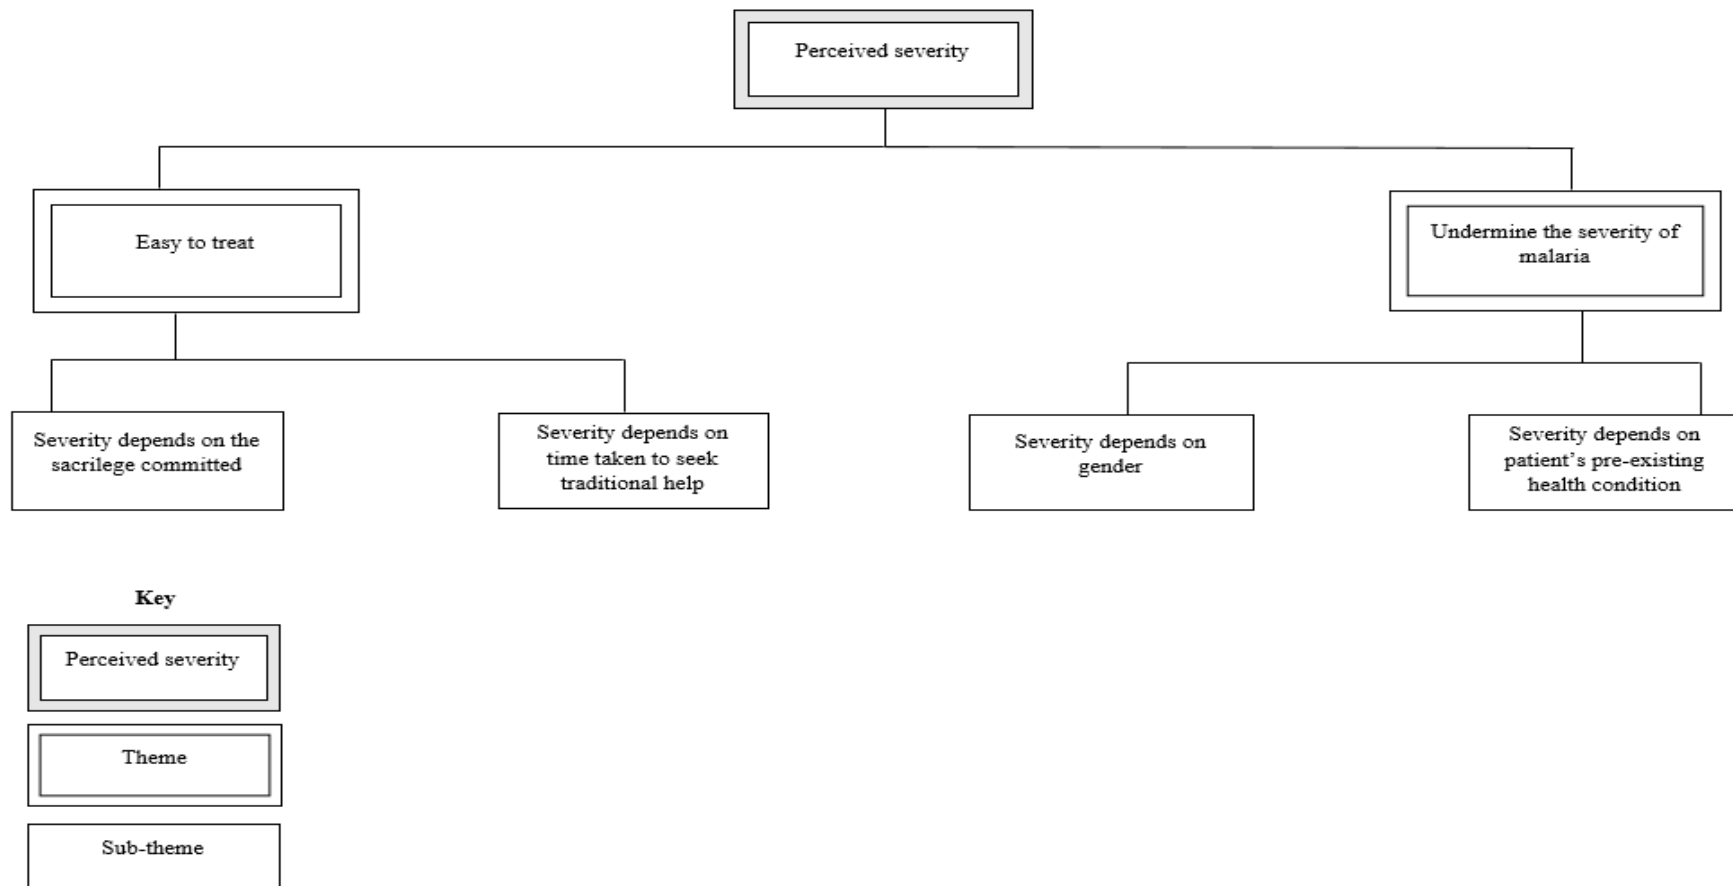 Perceived severity
Easy to treat
Undermine the severity of
malaria
Severity depends on the
sacrilege committed
Severity depends on
time taken to seek
traditional help
Severity depends on
gender
Severity depends on
patient’s pre-existing
health condition
Key
Perceived severity
Theme
Sub-theme